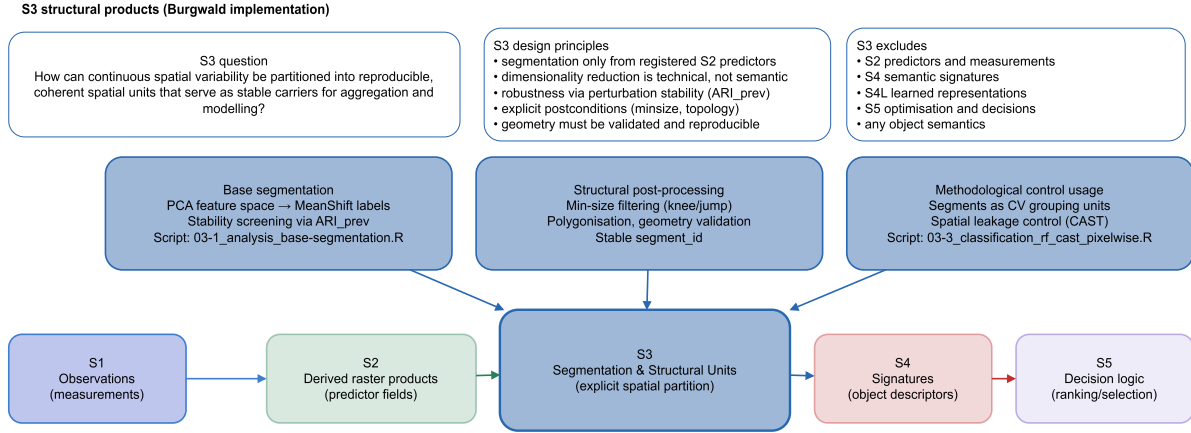 S3 structural products (Burgwald implementation)
S3 question
How can continuous spatial variability be partitioned into reproducible,
coherent spatial units that serve as stable carriers for aggregation and
modelling?
S3 design principles
• segmentation only from registered S2 predictors
• dimensionality reduction is technical, not semantic
• robustness via perturbation stability (ARI_prev)
• explicit postconditions (minsize, topology)
• geometry must be validated and reproducible
S3 excludes
• S2 predictors and measurements
• S4 semantic signatures
• S4L learned representations
• S5 optimisation and decisions
• any object semantics
Base segmentation
PCA feature space → MeanShift labels
Stability screening via ARI_prev
Script: 03-1_analysis_base-segmentation.R
Structural post-processing
Min-size filtering (knee/jump)
Polygonisation, geometry validation
Stable segment_id
Methodological control usage
Segments as CV grouping units
Spatial leakage control (CAST)
Script: 03-3_classification_rf_cast_pixelwise.R
S1
Observations
(measurements)
S2
Derived raster products
(predictor fields)
S3
Segmentation & Structural Units
(explicit spatial partition)
S4
Signatures
(object descriptors)
S5
Decision logic
(ranking/selection)